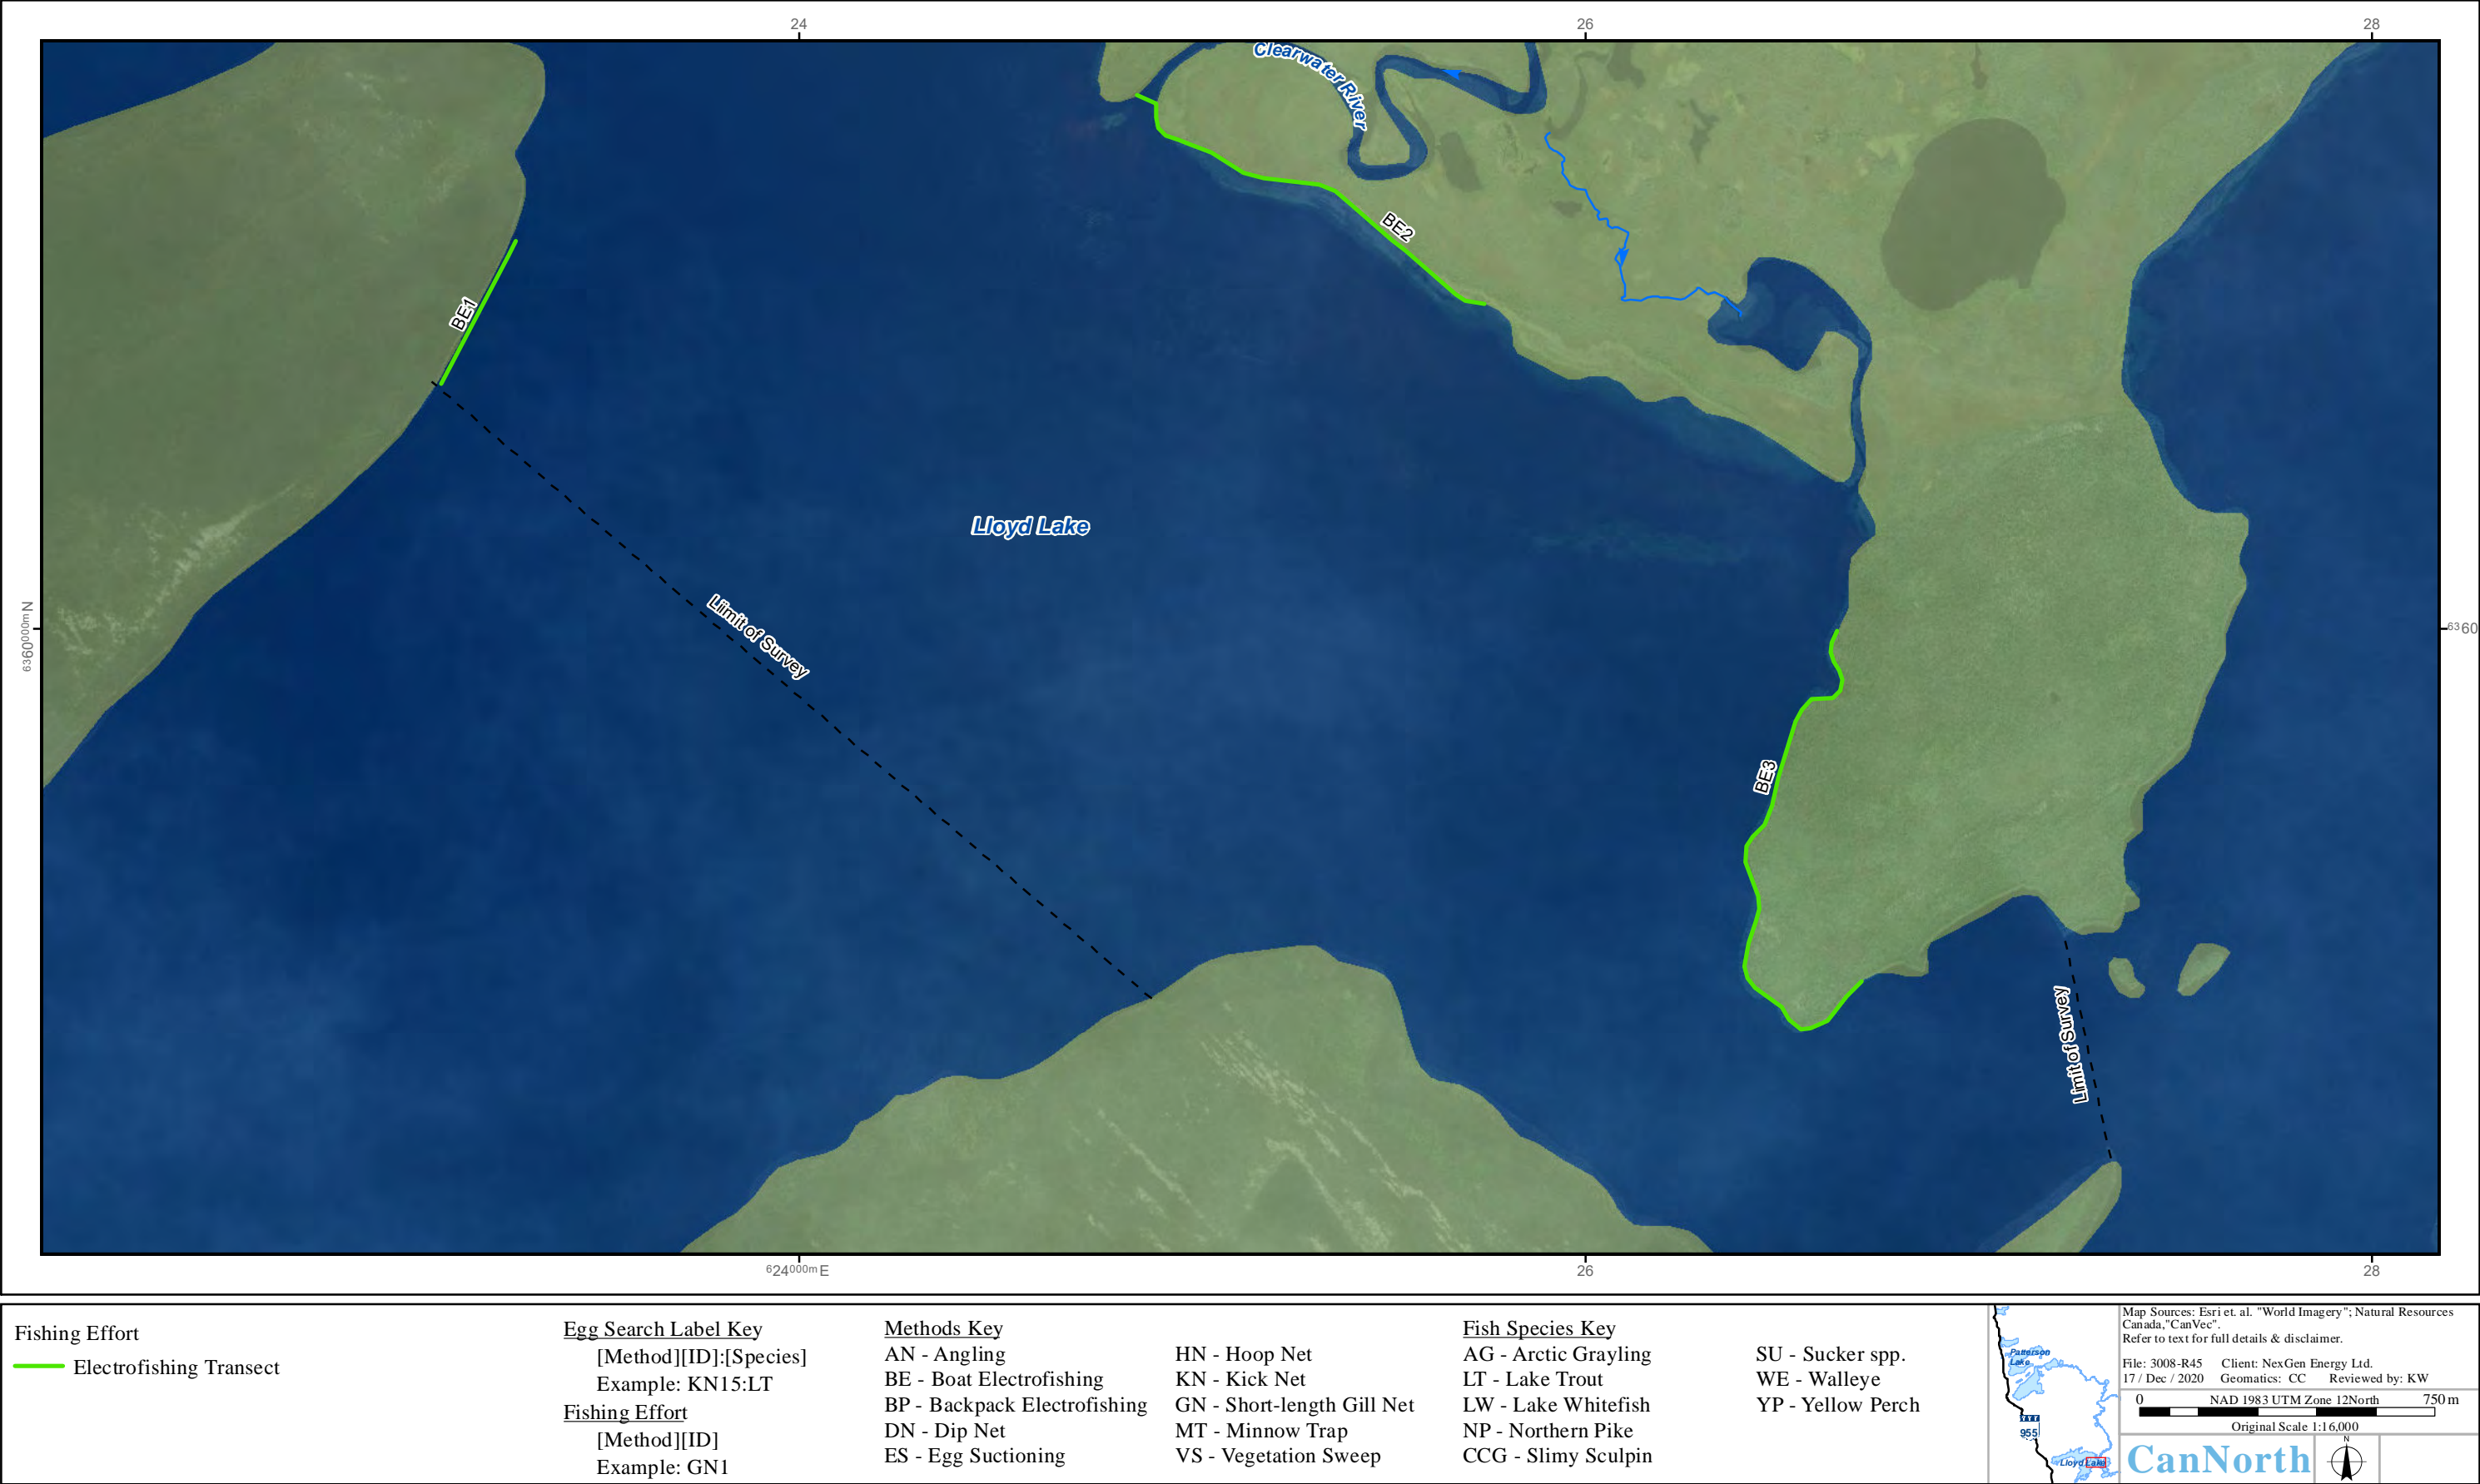 24 26 28
Clearwater River
BE2
BE1
Lloyd Lake
Limit of Survey
6360000mN
6360
BE3
Limit of Survey
624000mE 26 28
Fishing Effort
Electrofishing Transect
Egg Search Label Key
[Method][ID]:[Species]
Example: KN15:LT
Fishing Effort
[Method][ID]
Example: GN1
Methods Key
AN - Angling
BE - Boat Electrofishing
BP - Backpack Electrofishing
DN - Dip Net
ES - Egg Suctioning
HN - Hoop Net
KN - Kick Net
GN - Short-length Gill Net
MT - Minnow Trap
VS - Vegetation Sweep
Fish Species Key
AG - Arctic Grayling
LT - Lake Trout
LW - Lake Whitefish
NP - Northern Pike
CCG - Slimy Sculpin
SU - Sucker spp.
WE - Walleye
YP - Yellow Perch
Patterson
Lake
955
Lloyd Lake
Map Sources: Esri et. al. "World Imagery"; Natural Resources
Canada,"CanVec".
Refer to text for full details & disclaimer.
File: 3008-R45 Client: NexGen Energy Ltd.
17 / Dec / 2020 Geomatics: CC Reviewed by: KW
0 NAD 1983 UTM Zone 12North 750 m
Original Scale 1:16,000
CanNorth
N